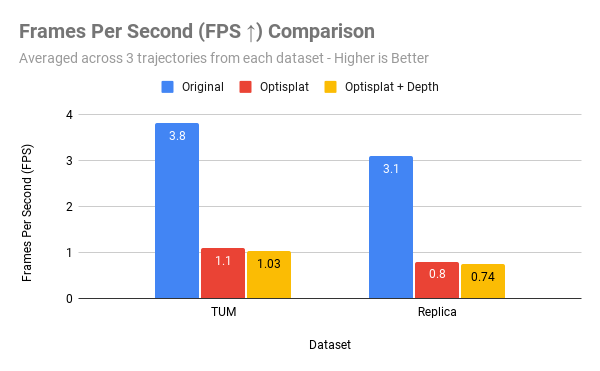 Frames Per Second (FPS ↑) Comparison
Averaged across 3 trajectories from each dataset - Higher is Better
Original Optisplat Optisplat + Depth
Frames Per Second (FPS)
4
3
2
1
0
3.8
1.1
1.03
3.1
0.8
0.74
TUM Replica
Dataset